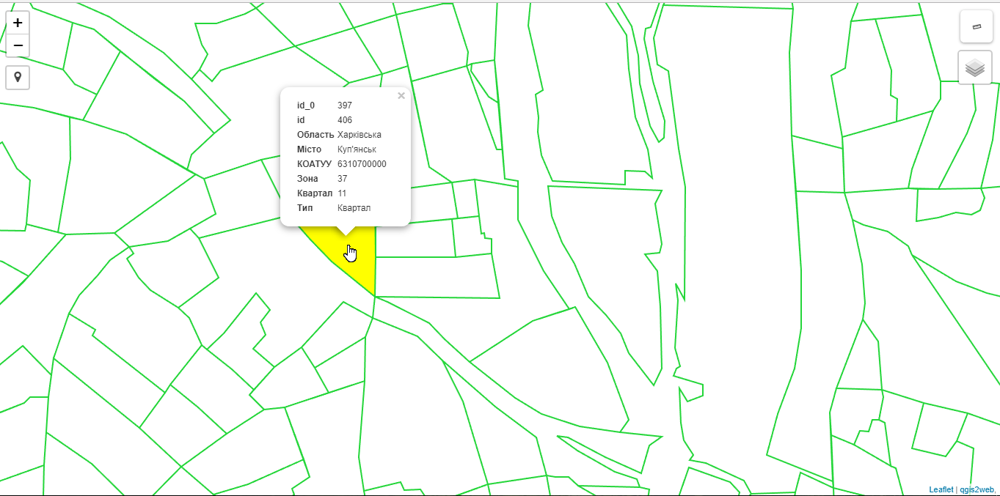 +
−
×
id_0 397
id 406
Область Харківська
Місто Куп'янськ
КОАТУУ 6310700000
Зона 37
Квартал 11
Тип Квартал
Leaflet | qgis2web,